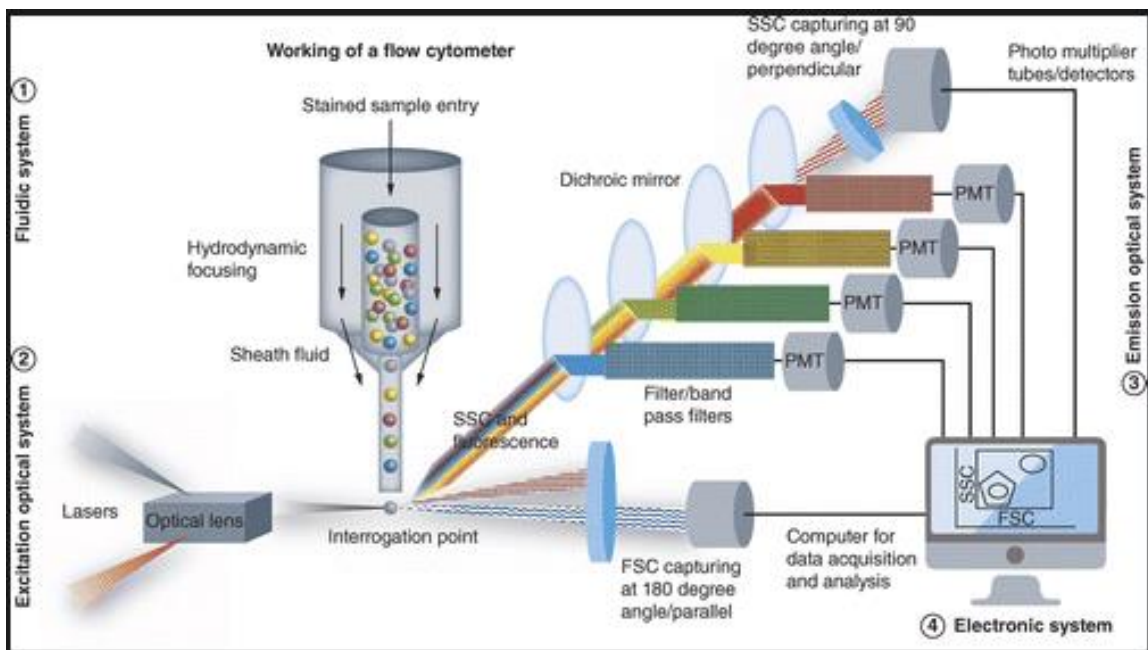 Working of a flow cytometer
SSC capturing at 90
degree angle/
perpendicular
Photo multiplier
tubes/detectors
① Fluidic system
Stained sample entry
Dichroic mirror
Hydrodynamic
focusing
Sheath fluid
PMT
PMT
PMT
PMT
③ Emission optical system
Filter/band
pass filters
② Excitation optical system
SSC and
fluorescence
Lasers
Optical lens
Interrogation point
FSC capturing
at 180 degree
angle/parallel
Computer for
data acquisition
and analysis
SSC
FSC
④ Electronic system